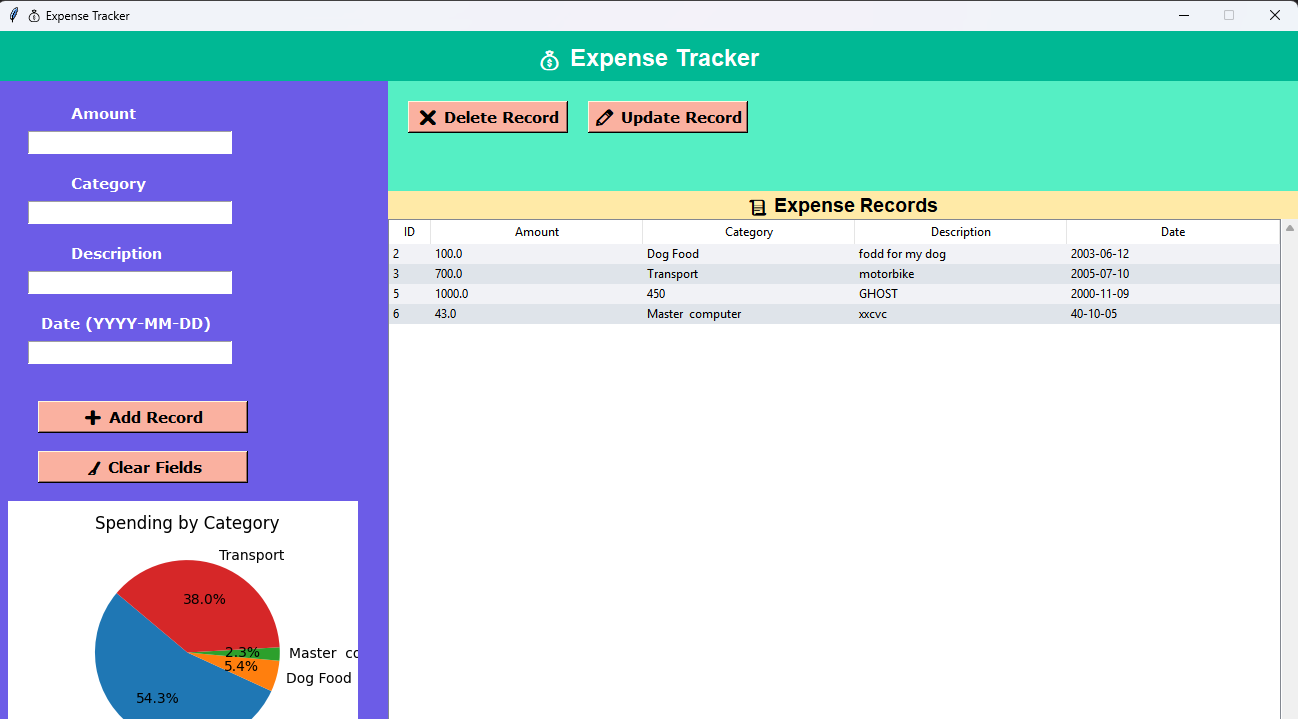 Expense Tracker
Expense Tracker
Amount
Category
Description
Date (YYYY-MM-DD)
Add Record
Clear Fields
Delete Record Update Record
Expense Records
ID Amount Category Description Date
2 100.0 Dog Food fodd for my dog 2003-06-12
3 700.0 Transport motorbike 2005-07-10
5 1000.0 450 GHOST 2000-11-09
6 43.0 Master computer xxcvc 40-10-05
Spending by Category
Transport
38.0%
2.3% Master co
5.4%
Dog Food
54.3%